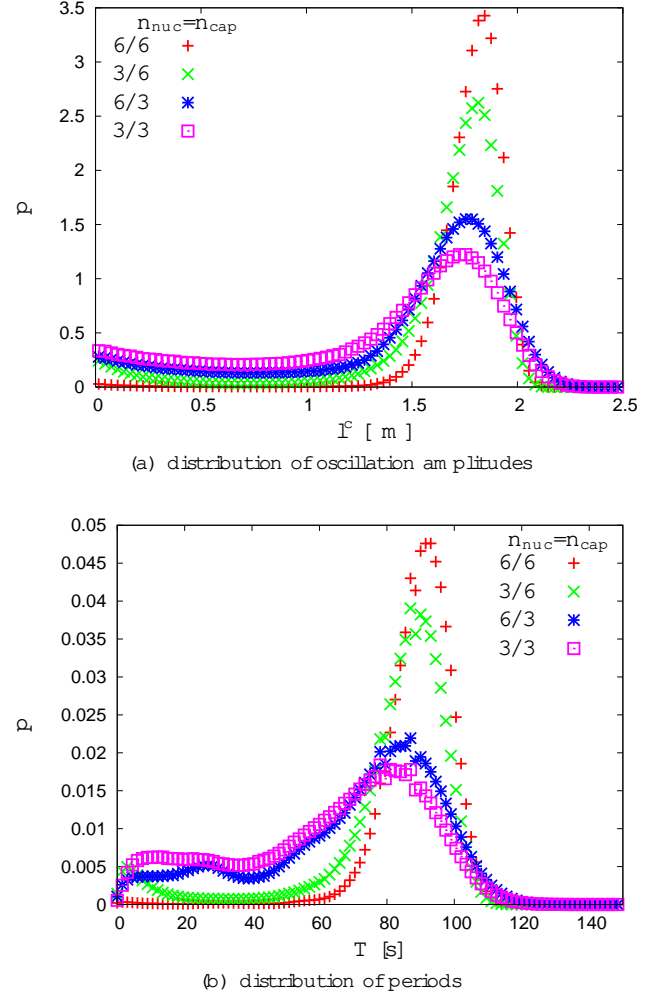 3.5
3
2.5
2
1.5
1
0.5
0
p
n_nuc=n_cap
6/6
3/6
6/3
3/3
0 0.5 1 1.5 2 2.5
l^c [ m ]
(a) distribution of oscillation am plitudes
0.05
0.045
0.04
0.035
0.03
0.025
0.02
0.015
0.01
0.005
0
p
n_nuc=n_cap
6/6
3/6
6/3
3/3
0 20 40 60 80 100 120 140
T [s]
(b) distribution of periods